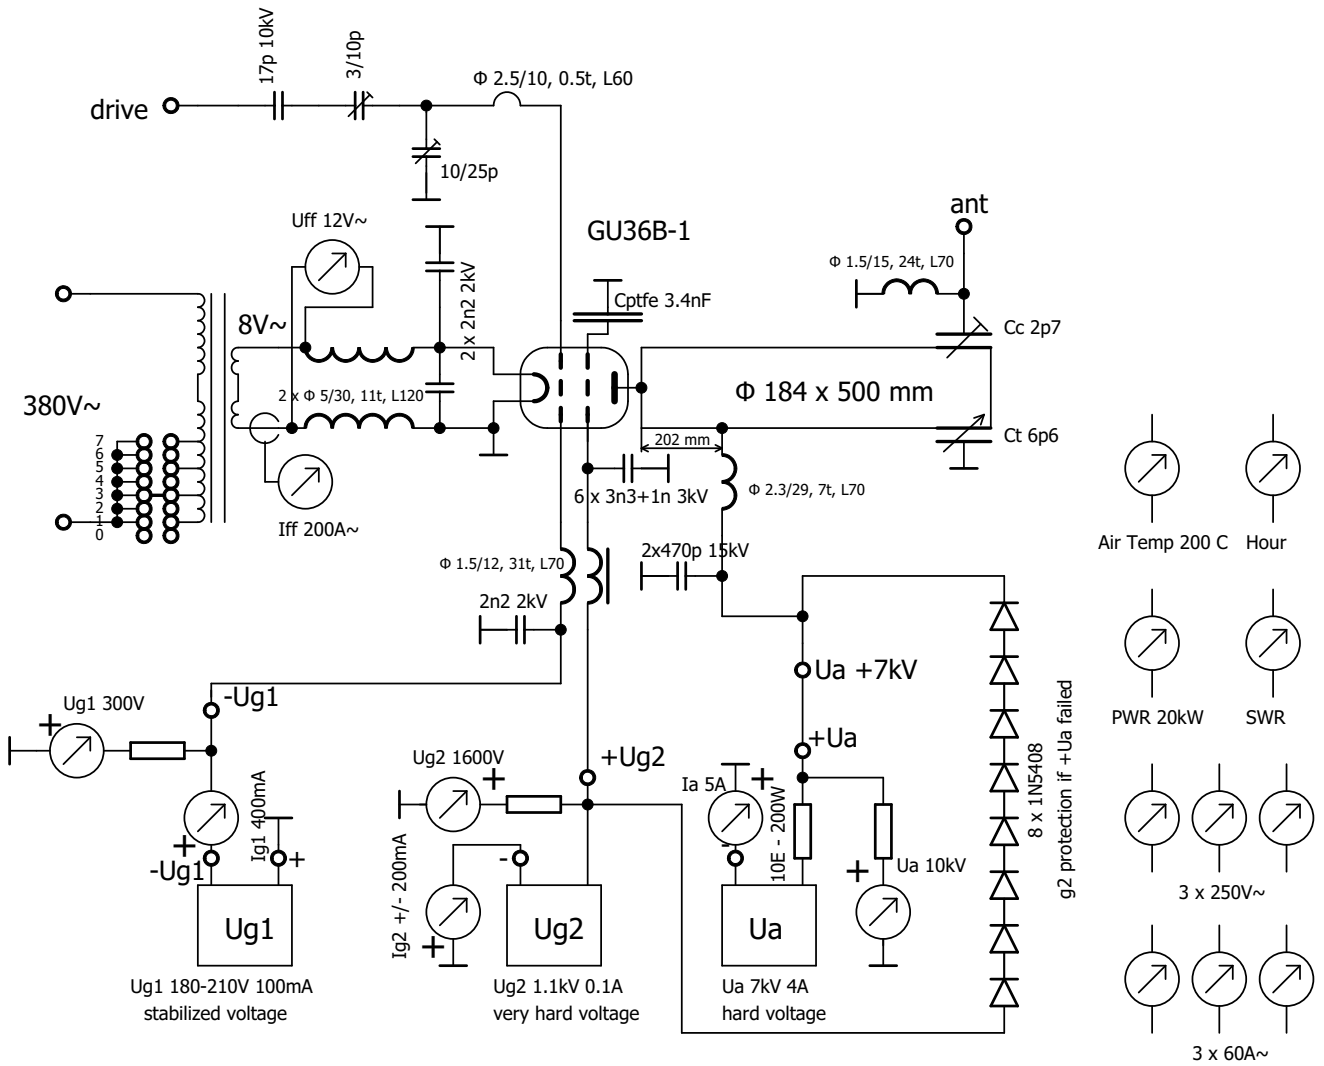 17p 10kV
3/10p
drive
Φ 2.5/10, 0.5t, L60
10/25p
Uff 12V~
GU36B-1
ant
Φ 1.5/15, 24t, L70
2 x 2n2 2kV
Cptfe 3.4nF
Cc 2p7
8V~
380V~
2 x Φ 5/30, 11t, L120
Φ 184 x 500 mm
Ct 6p6
202 mm
7
6
5
4
3
2
1
0
Iff 200A~
6 x 3n3+1n 3kV
Φ 2.3/29, 7t, L70
Air Temp 200 C
Hour
Φ 1.5/12, 31t, L70
2x470p 15kV
2n2 2kV
Ua +7kV
-Ug1
Ug1 300V
+
PWR 20kW
SWR
+Ua
+Ug2
Ug2 1600V
+
Ia 5A
+
8 x 1N5408
g2 protection if +Ua failed
Ig1 400mA
+
-Ug1
+
10E - 200W
-
-
Ua 10kV
+
Ig2 +/- 200mA
+
3 x 250V~
Ug1
Ug2
Ua
Ug1 180-210V 100mA
stabilized voltage
Ug2 1.1kV 0.1A
very hard voltage
Ua 7kV 4A
hard voltage
3 x 60A~